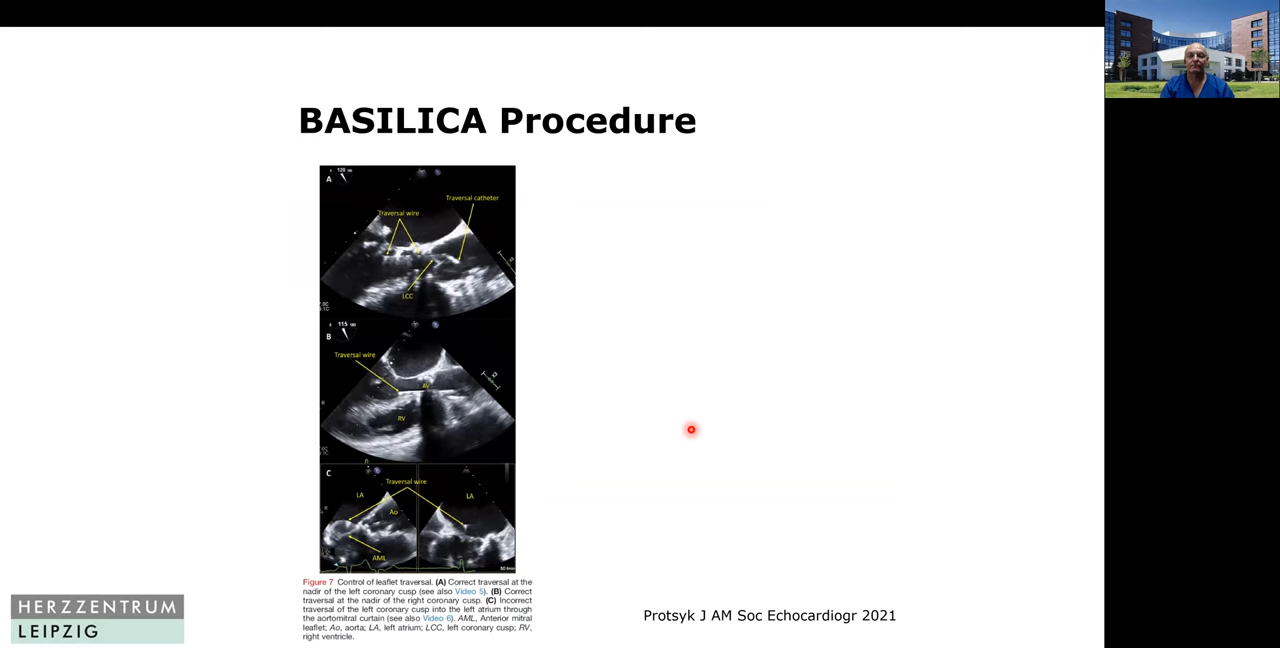 BASILICA Procedure
120
A
Traversal catheter
Traversal wire
LCC
115
B
Traversal wire
AV
RV
C
Traversal wire
LA
LA
Ao
AML
Figure 7 Control of leaflet traversal. (A) Correct traversal at the
nadir of the left coronary cusp (see also Video 5). (B) Correct
traversal at the nadir of the right coronary cusp. (C) Incorrect
traversal of the left coronary cusp into the left atrium through
the aortomitral curtain (see also Video 6). AML, Anterior mitral
leaflet; Ao, aorta; LA, left atrium; LCC, left coronary cusp; RV,
right ventricle.
Protsyk J AM Soc Echocardiogr 2021
HERZZENTRUM
LEIPZIG